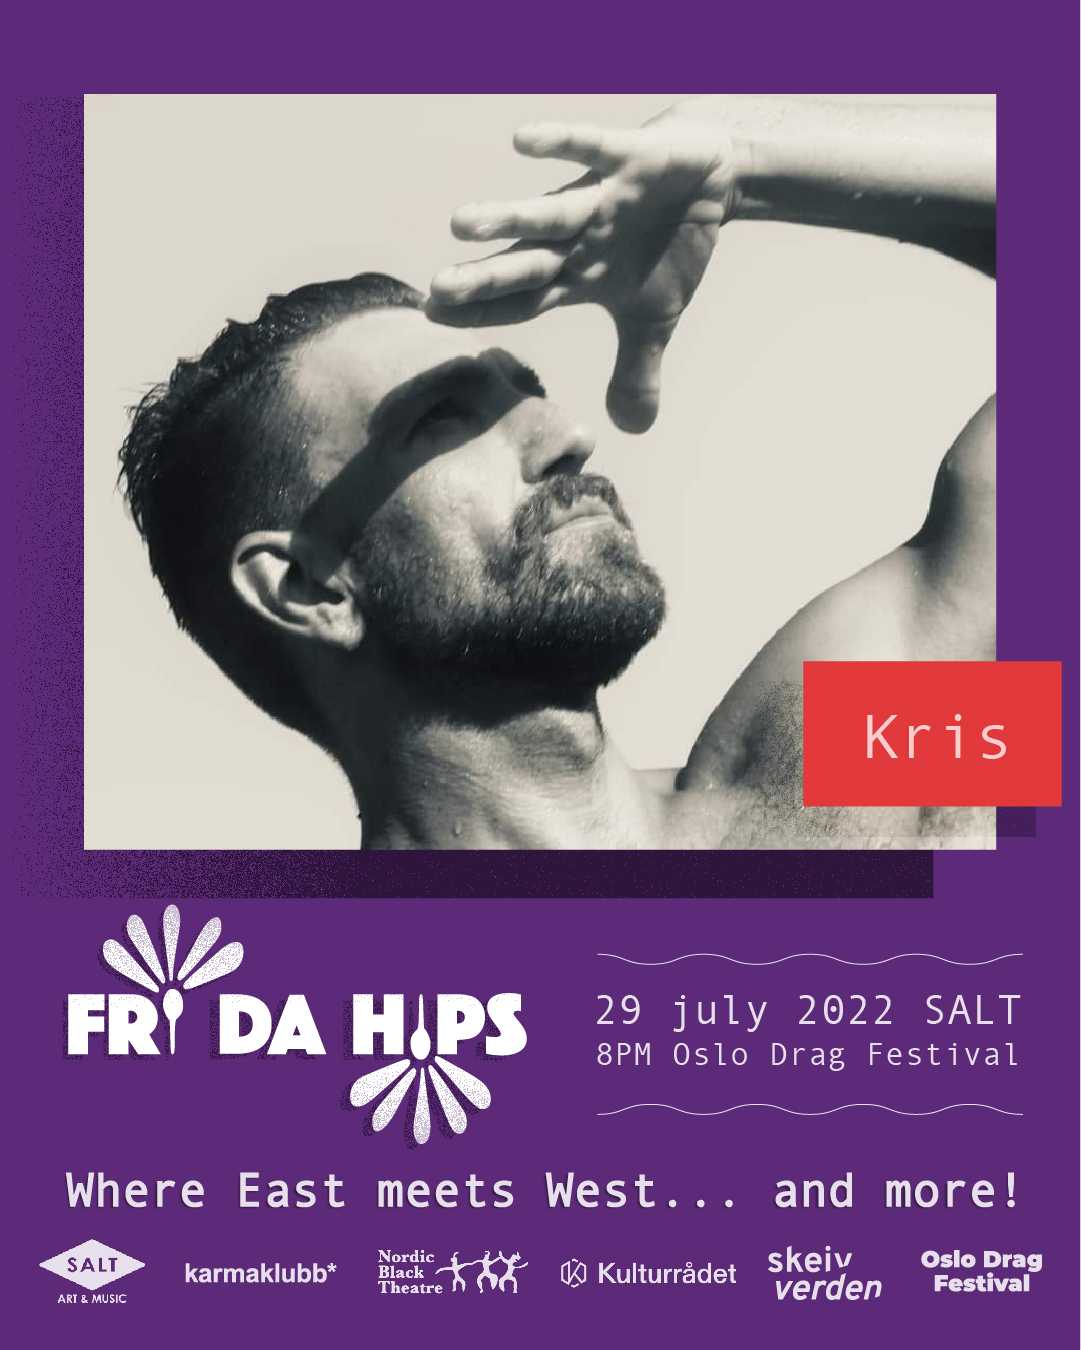 Kris
FRIDA HIPS
29 july 2022 SALT
8PM Oslo Drag Festival
Where East meets West... and more!
SALT
ART & MUSIC
karmaklubb*
Nordic
Black
Theatre
Kulturrådet
skeiv
verden
Oslo Drag
Festival